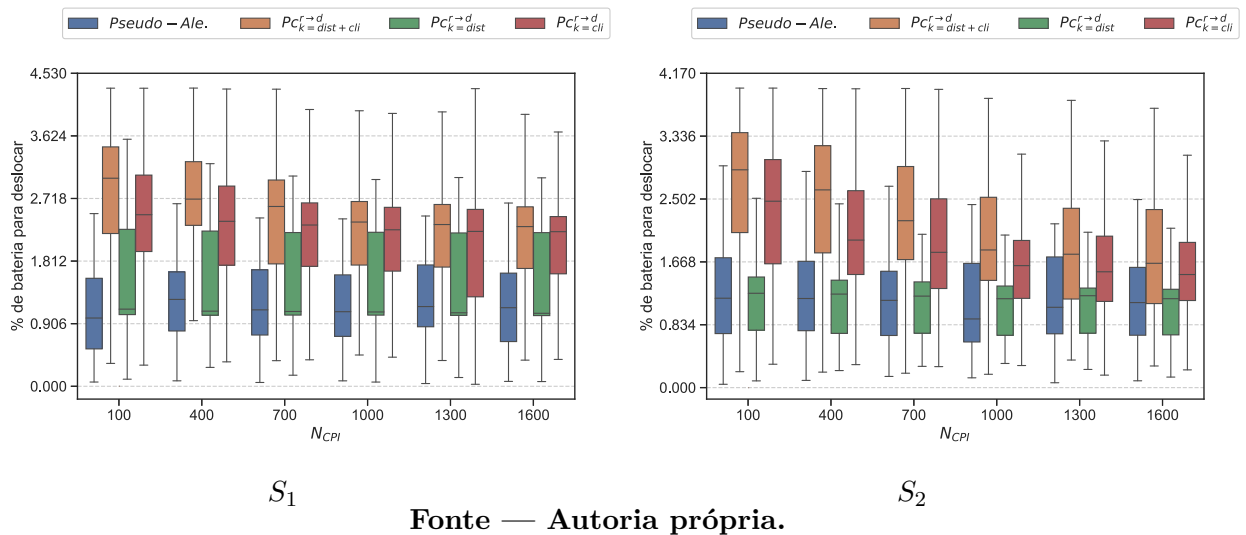 Pseudo − Ale. Pc^{r→d}_{k=dist+cli} Pc^{r→d}_{k=dist} Pc^{r→d}_{k=cli}
% de bateria para deslocar
4.530
3.624
2.718
1.812
0.906
0.000
100 400 700 1000 1300 1600
N_{CPI}
S_1
Pseudo − Ale. Pc^{r→d}_{k=dist+cli} Pc^{r→d}_{k=dist} Pc^{r→d}_{k=cli}
% de bateria para deslocar
4.170
3.336
2.502
1.668
0.834
0.000
100 400 700 1000 1300 1600
N_{CPI}
S_2
Fonte — Autoria própria.